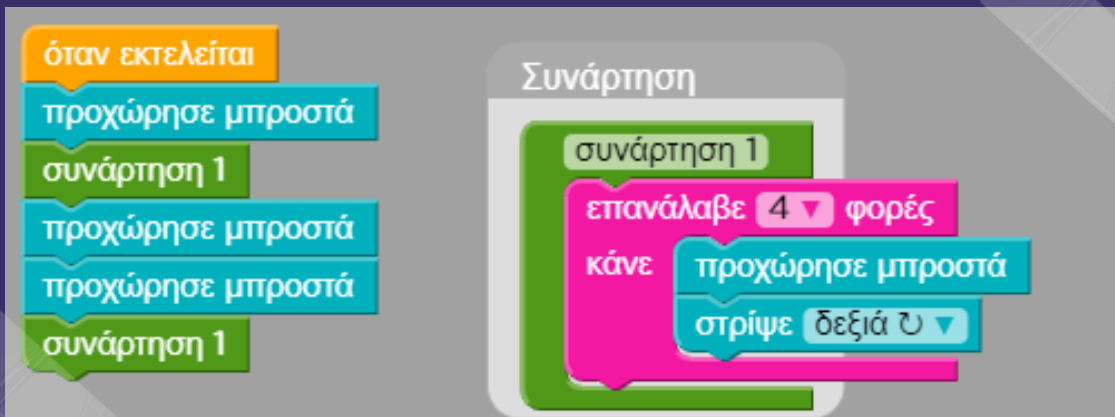 όταν εκτελείται
προχώρησε μπροστά
συνάρτηση 1
προχώρησε μπροστά
προχώρησε μπροστά
συνάρτηση 1
Συνάρτηση
συνάρτηση 1
επανάλαβε 4 φορές
κάνε προχώρησε μπροστά
στρίψε δεξιά ↻